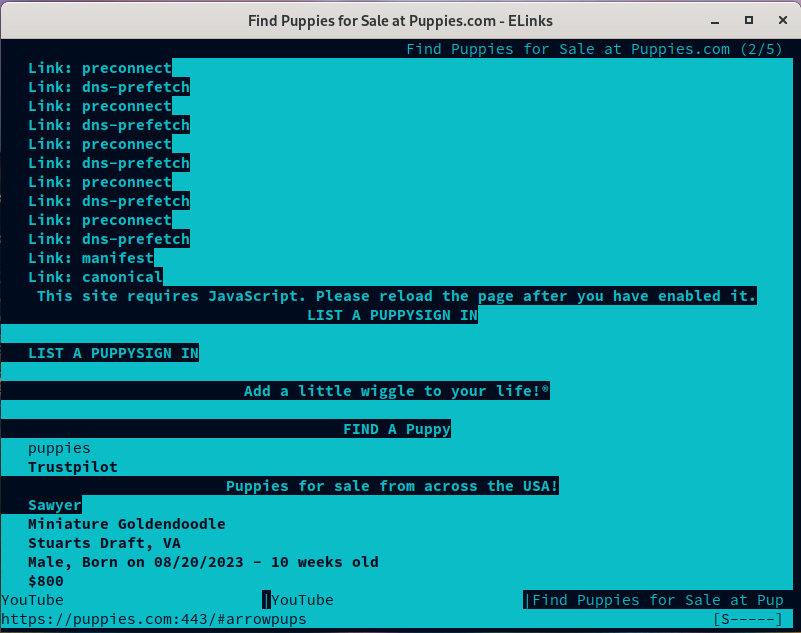 Find Puppies for Sale at Puppies.com - ELinks
Find Puppies for Sale at Puppies.com (2/5)
Link: preconnect
Link: dns-prefetch
Link: preconnect
Link: dns-prefetch
Link: preconnect
Link: dns-prefetch
Link: preconnect
Link: dns-prefetch
Link: preconnect
Link: dns-prefetch
Link: manifest
Link: canonical
This site requires JavaScript. Please reload the page after you have enabled it.
LIST A PUPPYSIGN IN
LIST A PUPPYSIGN IN
Add a little wiggle to your life!®
FIND A Puppy
puppies
Trustpilot
Puppies for sale from across the USA!
Sawyer
Miniature Goldendoodle
Stuarts Draft, VA
Male, Born on 08/20/2023 - 10 weeks old
$800
YouTube |YouTube |Find Puppies for Sale at Pup
https://puppies.com:443/#arrowpups [S-----]